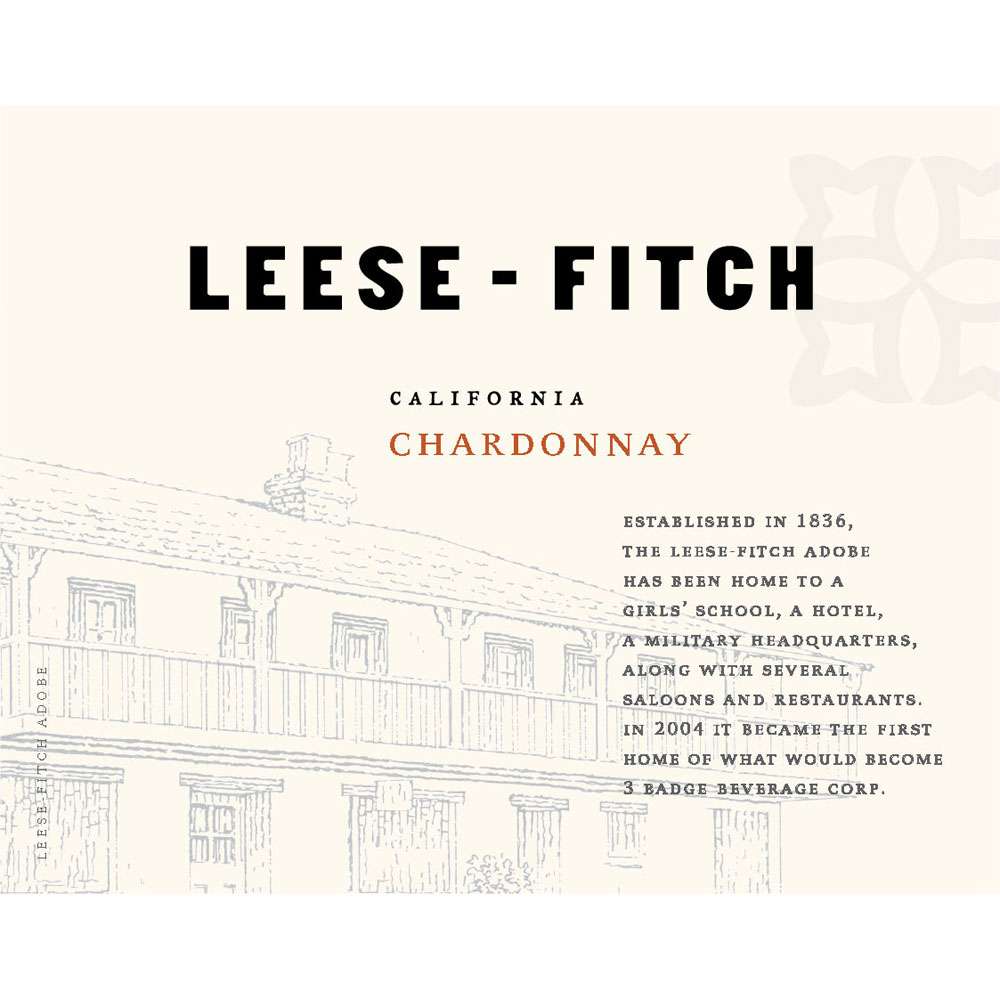 LEESE - FITCH
CALIFORNIA
CHARDONNAY
ESTABLISHED IN 1836,
THE LEESE-FITCH ADOBE
HAS BEEN HOME TO A
GIRLS' SCHOOL, A HOTEL,
A MILITARY HEADQUARTERS,
ALONG WITH SEVERAL
SALOONS AND RESTAURANTS.
IN 2004 IT BECAME THE FIRST
HOME OF WHAT WOULD BECOME
3 BADGE BEVERAGE CORP.
LEESE-FITCH ADOBE